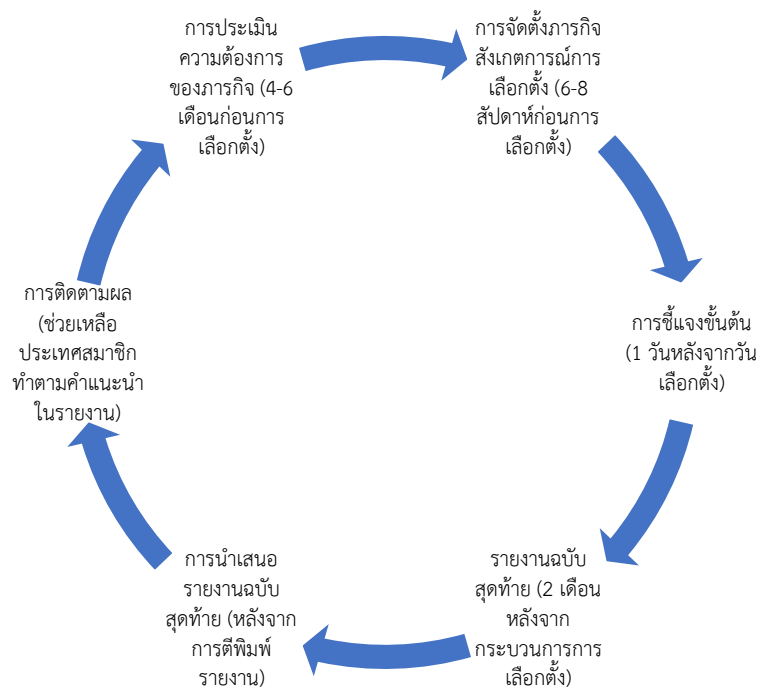 การประเมิน
ความต้องการ
ของภารกิจ (4-6
เดือนก่อนการ
เลือกตั้ง)
การจัดตั้งภารกิจ
สังเกตการณ์การ
เลือกตั้ง (6-8
สัปดาห์ก่อนการ
เลือกตั้ง)
การชี้แจงขั้นต้น
(1 วันหลังจากวัน
เลือกตั้ง)
รายงานฉบับ
สุดท้าย (2 เดือน
หลังจาก
กระบวนการการ
เลือกตั้ง)
การนำเสนอ
รายงานฉบับ
สุดท้าย (หลังจาก
การตีพิมพ์
รายงาน)
การติดตามผล
(ช่วยเหลือ
ประเทศสมาชิก
ทำตามคำแนะนำ
ในรายงาน)